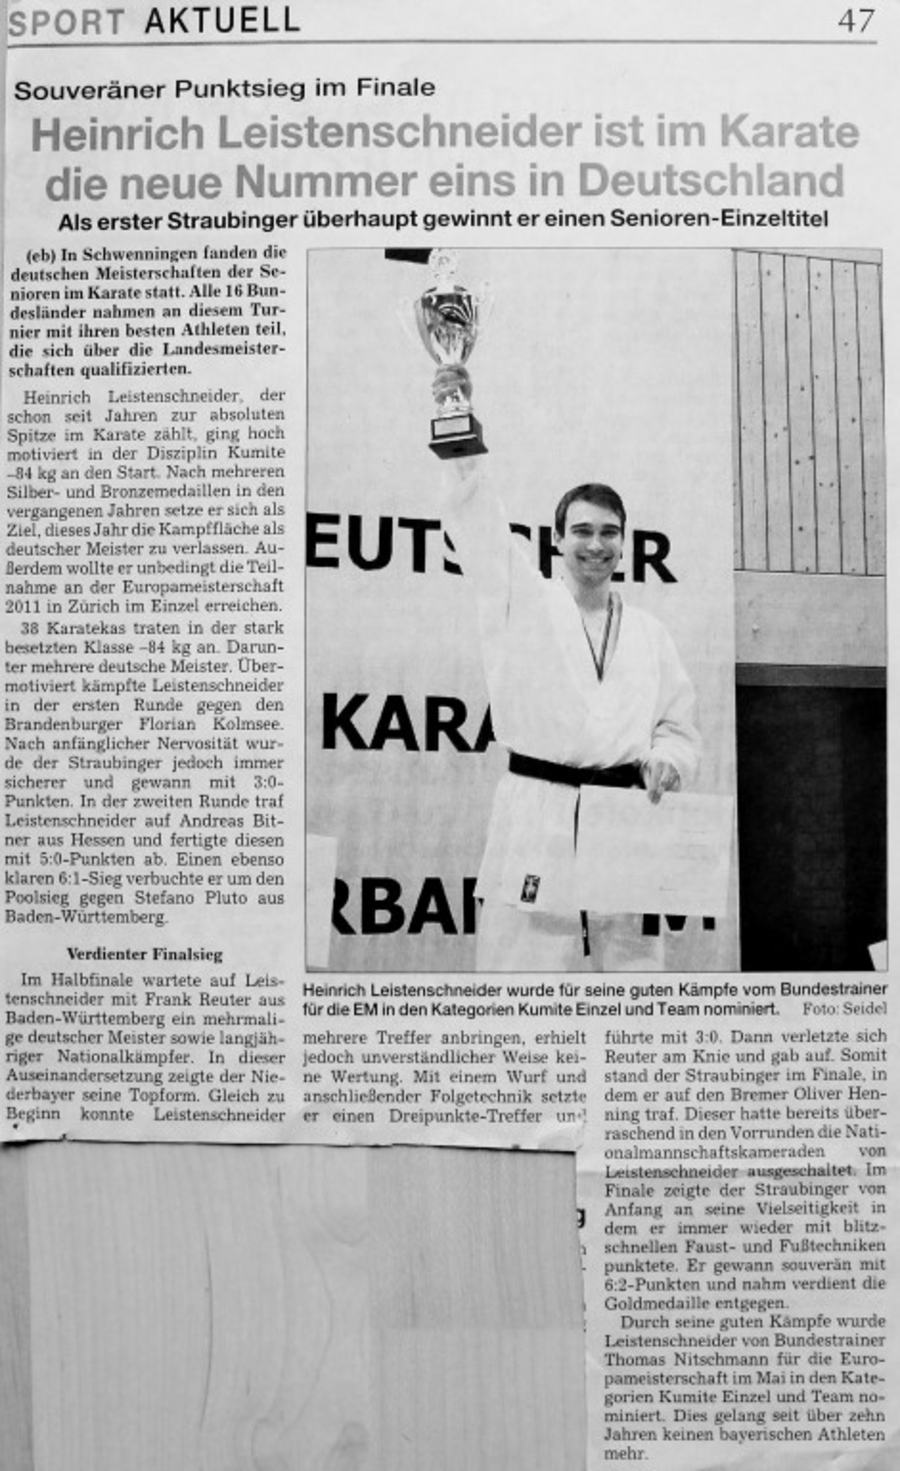 SPORT AKTUELL 47
Souveräner Punktsieg im Finale
Heinrich Leistenschneider ist im Karate
die neue Nummer eins in Deutschland
Als erster Straubinger überhaupt gewinnt er einen Senioren-Einzeltitel
(eb) In Schwenningen fanden die
deutschen Meisterschaften der Se-
nioren im Karate statt. Alle 16 Bun-
desländer nahmen an diesem Tur-
nier mit ihren besten Athleten teil,
die sich über die Landesmeister-
schaften qualifizierten.
Heinrich Leistenschneider, der
schon seit Jahren zur absoluten
Spitze im Karate zählt, ging hoch
motiviert in der Disziplin Kumite
–84 kg an den Start. Nach mehreren
Silber- und Bronzemedaillen in den
vergangenen Jahren setze er sich als
Ziel, dieses Jahr die Kampffläche als
deutscher Meister zu verlassen. Au-
ßerdem wollte er unbedingt die Teil-
nahme an der Europameisterschaft
2011 in Zürich im Einzel erreichen.
38 Karatekas traten in der stark
besetzten Klasse –84 kg an. Darun-
ter mehrere deutsche Meister. Über-
motiviert kämpfte Leistenschneider
in der ersten Runde gegen den
Brandenburger Florian Kolmsee.
Nach anfänglicher Nervosität wur-
de der Straubinger jedoch immer
sicherer und gewann mit 3:0-
Punkten. In der zweiten Runde traf
Leistenschneider auf Andreas Bit-
ner aus Hessen und fertigte diesen
mit 5:0-Punkten ab. Einen ebenso
klaren 6:1-Sieg verbuchte er um den
Poolsieg gegen Stefano Pluto aus
Baden-Württemberg.
Verdienter Finalsieg
Im Halbfinale wartete auf Leis-
tenschneider mit Frank Reuter aus
Baden-Württemberg ein mehrmali-
ge deutscher Meister sowie langjäh-
riger Nationalkämpfer. In dieser
Auseinandersetzung zeigte der Nie-
derbayer seine Topform. Gleich zu
Beginn konnte Leistenschneider
EUTS CHER
KARA
RBAN
Heinrich Leistenschneider wurde für seine guten Kämpfe vom Bundestrainer
für die EM in den Kategorien Kumite Einzel und Team nominiert. Foto: Seidel
mehrere Treffer anbringen, erhielt
jedoch unverständlicher Weise kei-
ne Wertung. Mit einem Wurf und
anschließender Folgetechnik setzte
er einen Dreipunkte-Treffer und
führte mit 3:0. Dann verletzte sich
Reuter am Knie und gab auf. Somit
stand der Straubinger im Finale, in
dem er auf den Bremer Oliver Hen-
ning traf. Dieser hatte bereits über-
raschend in den Vorrunden die Nati-
onalmannschaftskameraden von
Leistenschneider ausgeschaltet. Im
Finale zeigte der Straubinger von
Anfang an seine Vielseitigkeit in
dem er immer wieder mit blitz-
schnellen Faust- und Fußtechniken
punktete. Er gewann souverän mit
6:2-Punkten und nahm verdient die
Goldmedaille entgegen.
Durch seine guten Kämpfe wurde
Leistenschneider von Bundestrainer
Thomas Nitschmann für die Euro-
pameisterschaft im Mai in den Kate-
gorien Kumite Einzel und Team no-
miniert. Dies gelang seit über zehn
Jahren keinen bayerischen Athleten
mehr.